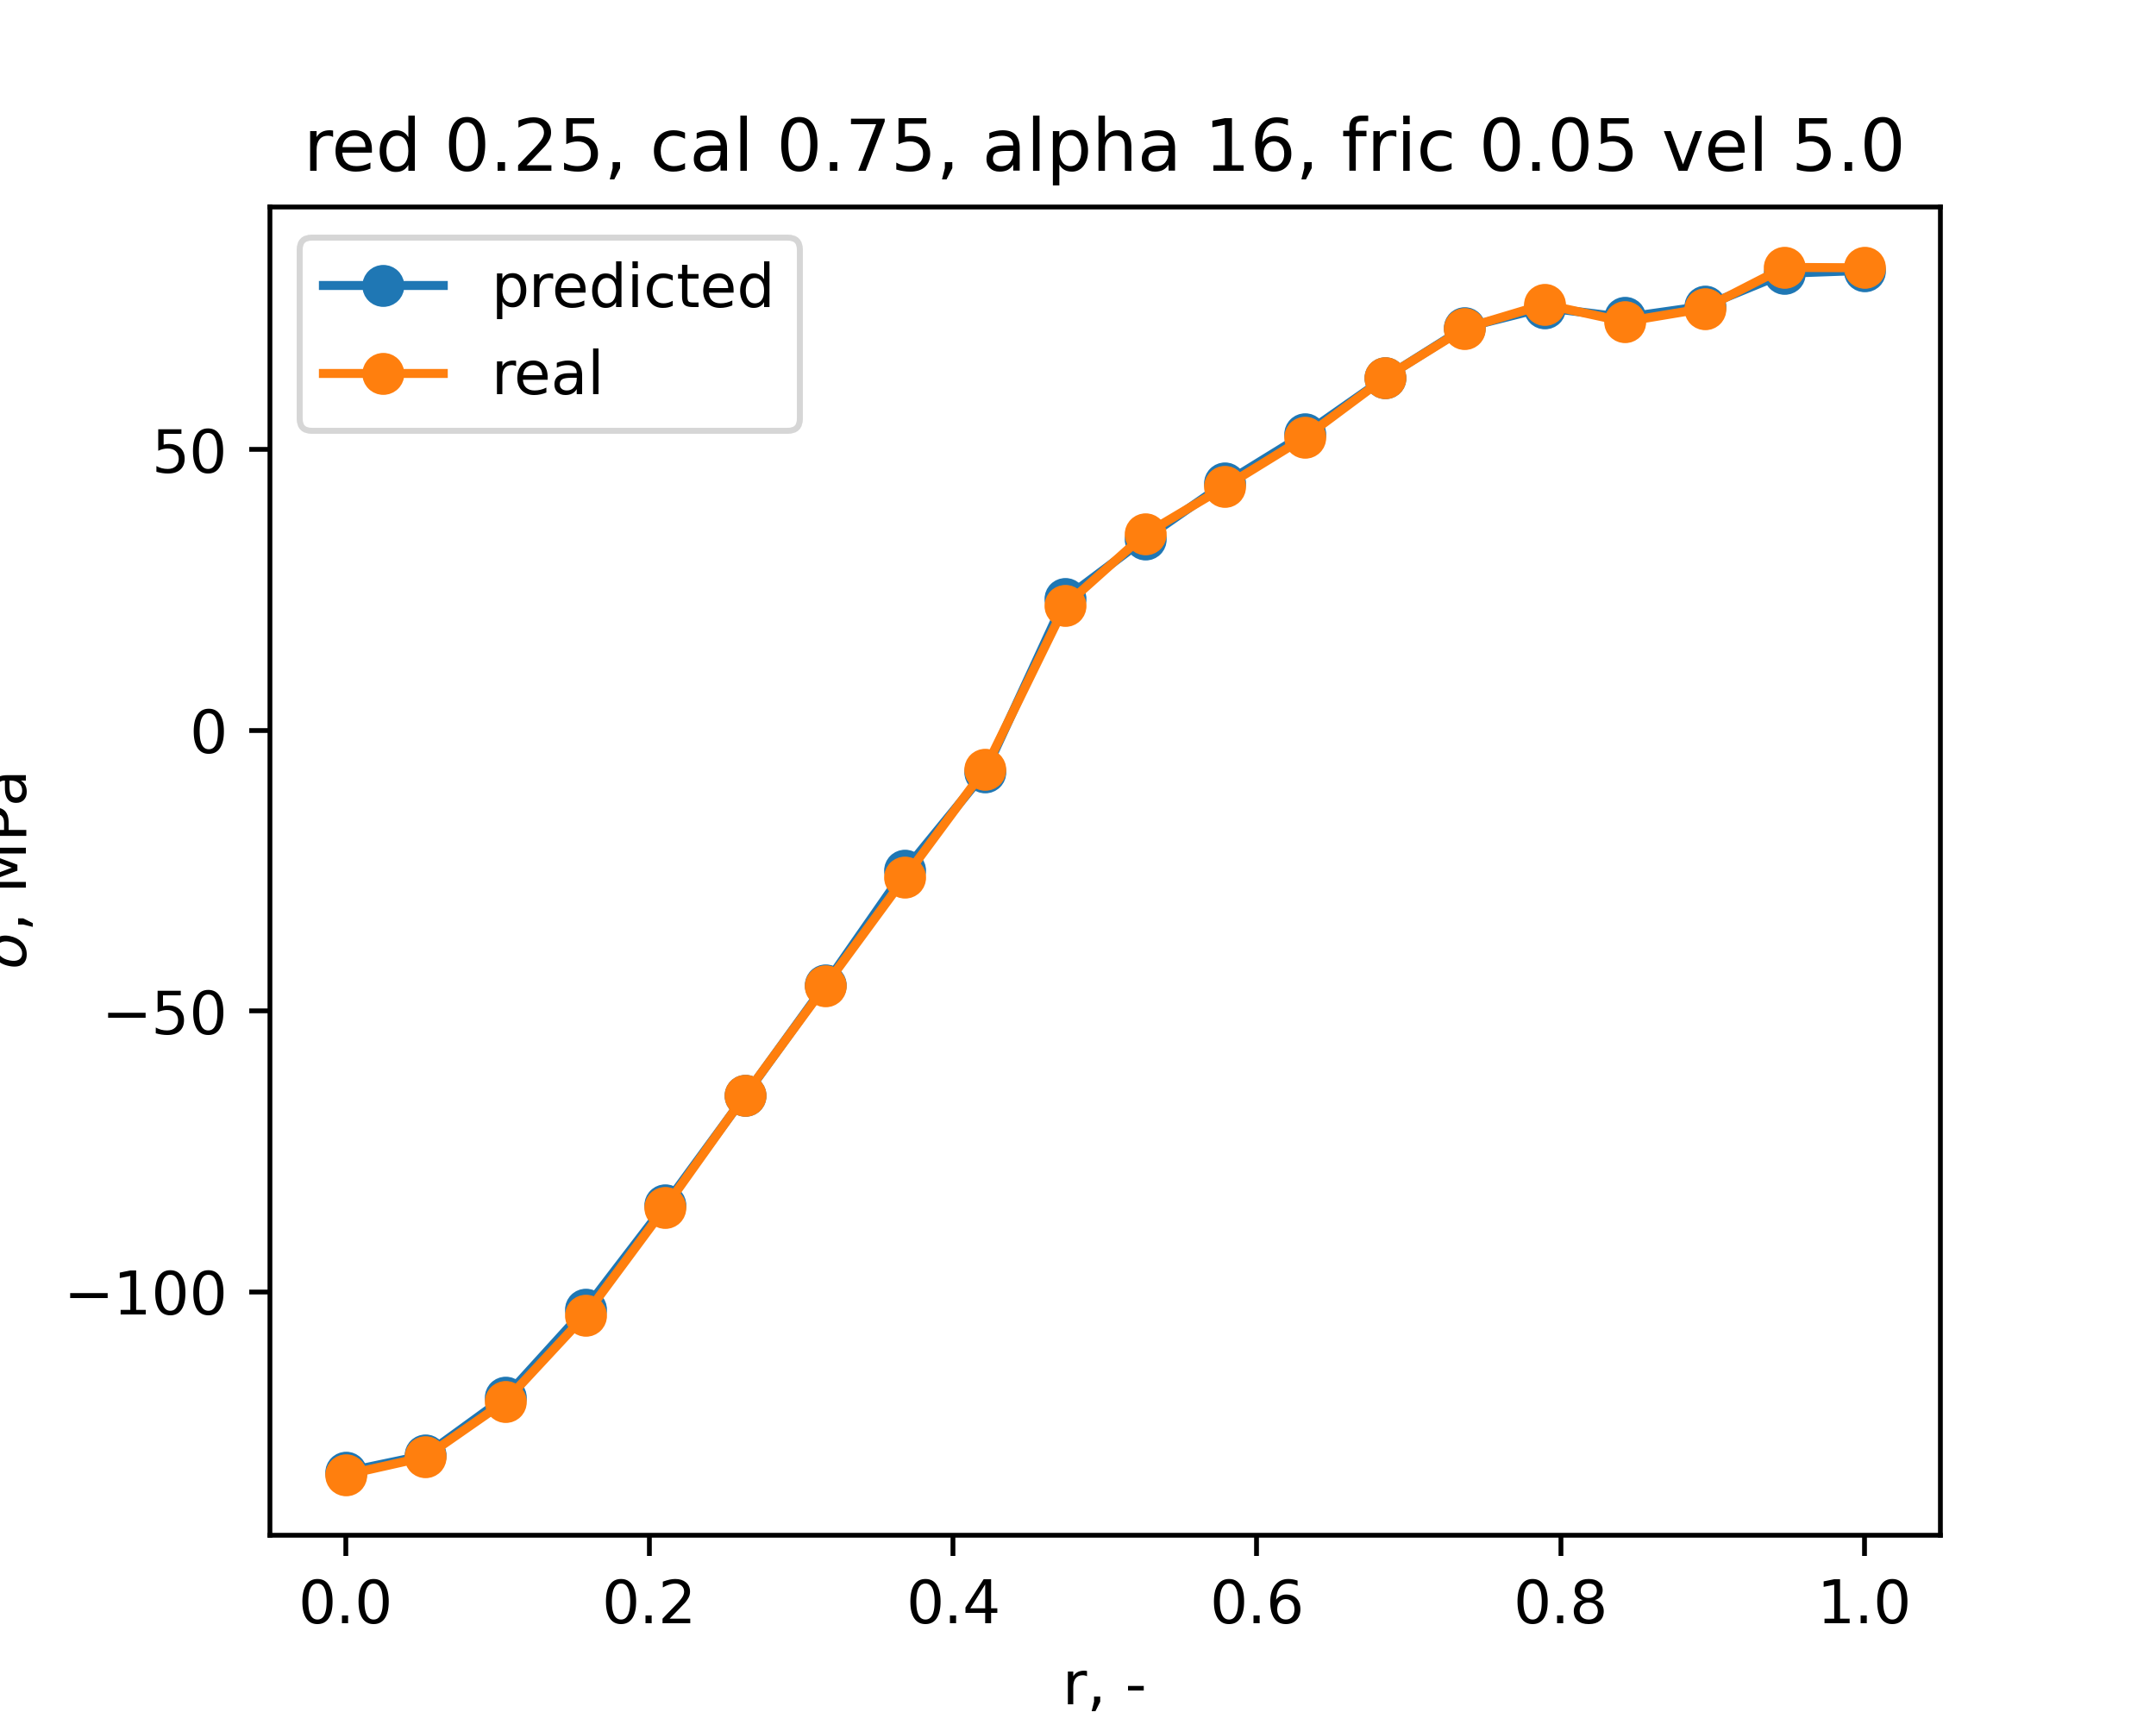 red 0.25, cal 0.75, alpha 16, fric 0.05 vel 5.0
predicted
real
50
0
−50
−100
σ, MPa
0.0 0.2 0.4 0.6 0.8 1.0
r, -